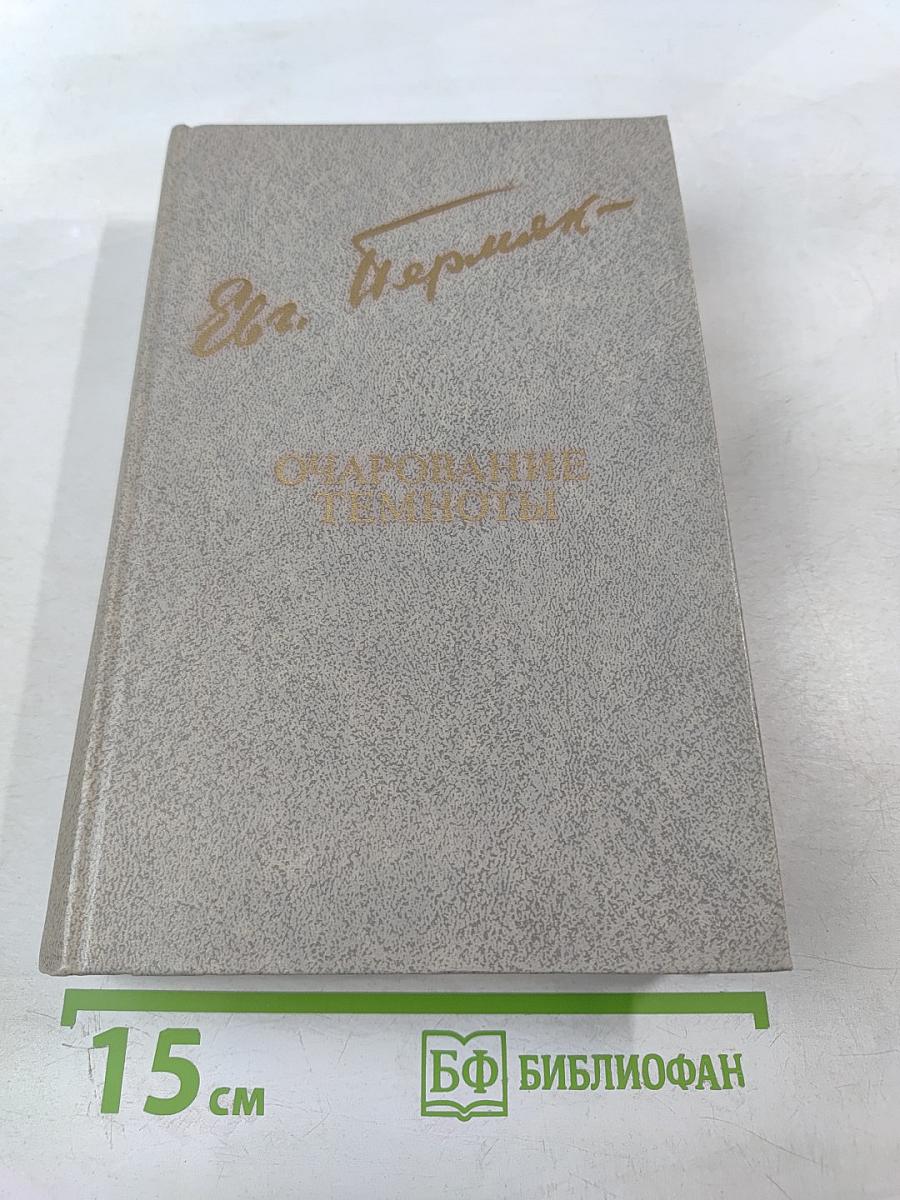 Евг. Пермяк
ОЧАРОВАНИЕ
ТЕМНОТЫ
15 см
БФ БИБЛИОФАН